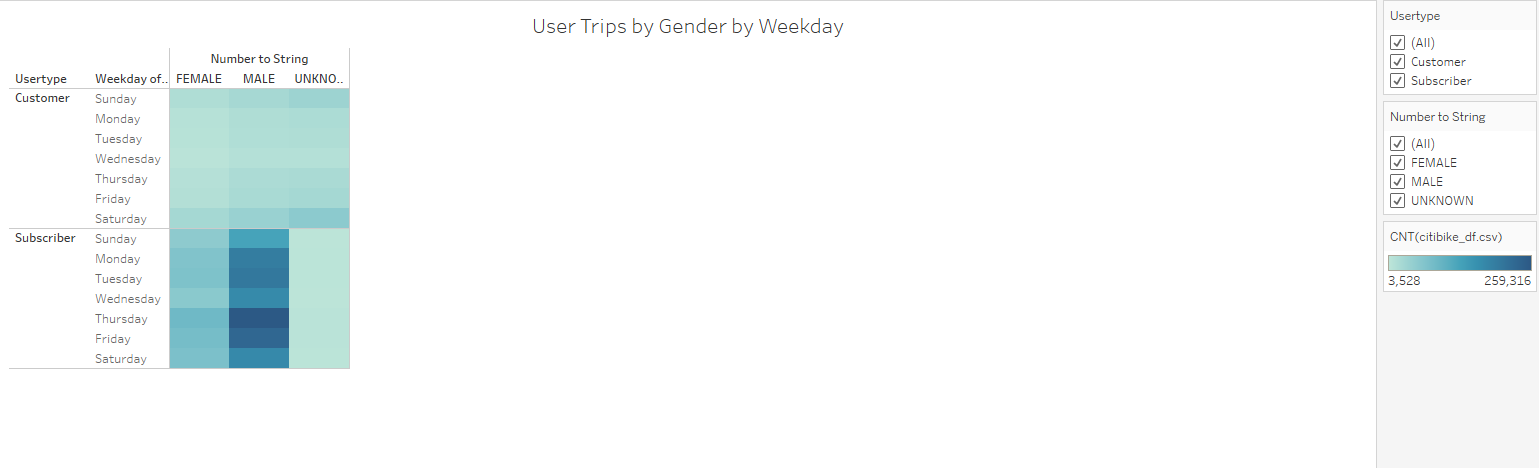 User Trips by Gender by Weekday
Number to String
Usertype Weekday of.. FEMALE MALE UNKNO..
Customer Sunday
Monday
Tuesday
Wednesday
Thursday
Friday
Saturday
Subscriber Sunday
Monday
Tuesday
Wednesday
Thursday
Friday
Saturday
Usertype
(All)
Customer
Subscriber
Number to String
(All)
FEMALE
MALE
UNKNOWN
CNT(citibike_df.csv)
3,528 259,316